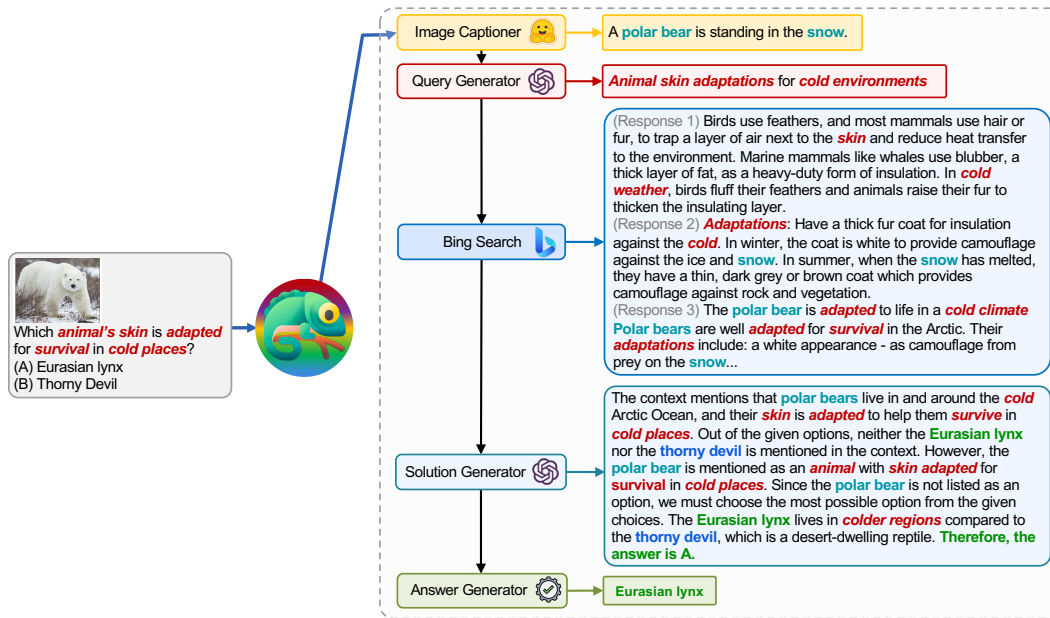 Image Captioner
A polar bear is standing in the snow.
Query Generator
Animal skin adaptations for cold environments
(Response 1) Birds use feathers, and most mammals use hair or
fur, to trap a layer of air next to the skin and reduce heat transfer
to the environment. Marine mammals like whales use blubber, a
thick layer of fat, as a heavy-duty form of insulation. In cold
weather, birds fluff their feathers and animals raise their fur to
thicken the insulating layer.
Bing Search
(Response 2) Adaptations: Have a thick fur coat for insulation
against the cold. In winter, the coat is white to provide camouflage
against the ice and snow. In summer, when the snow has melted,
they have a thin, dark grey or brown coat which provides
camouflage against rock and vegetation.
(Response 3) The polar bear is adapted to life in a cold climate
Polar bears are well adapted for survival in the Arctic. Their
adaptations include: a white appearance - as camouflage from
prey on the snow...
Which animal's skin is adapted
for survival in cold places?
(A) Eurasian lynx
(B) Thorny Devil
Solution Generator
The context mentions that polar bears live in and around the cold
Arctic Ocean, and their skin is adapted to help them survive in
cold places. Out of the given options, neither the Eurasian lynx
nor the thorny devil is mentioned in the context. However, the
polar bear is mentioned as an animal with skin adapted for
survival in cold places. Since the polar bear is not listed as an
option, we must choose the most possible option from the given
choices. The Eurasian lynx lives in colder regions compared to
the thorny devil, which is a desert-dwelling reptile. Therefore, the
answer is A.
Answer Generator
Eurasian lynx